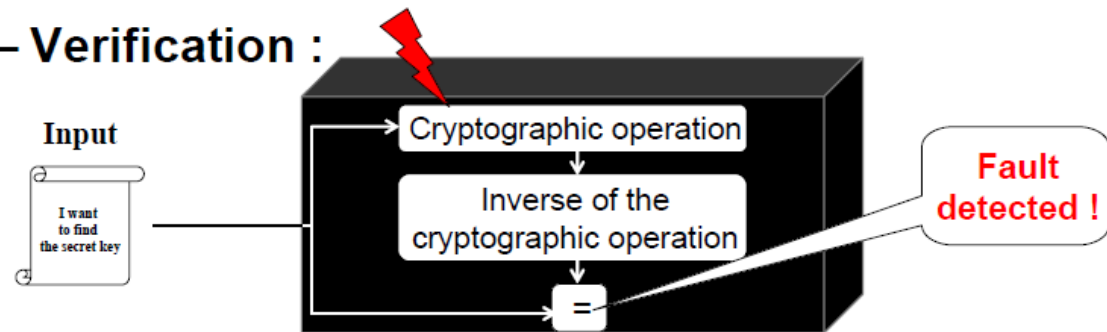 – Verification :
Input
I want
to find
the secret key
Cryptographic operation
Inverse of the
cryptographic operation
=
Fault
detected !